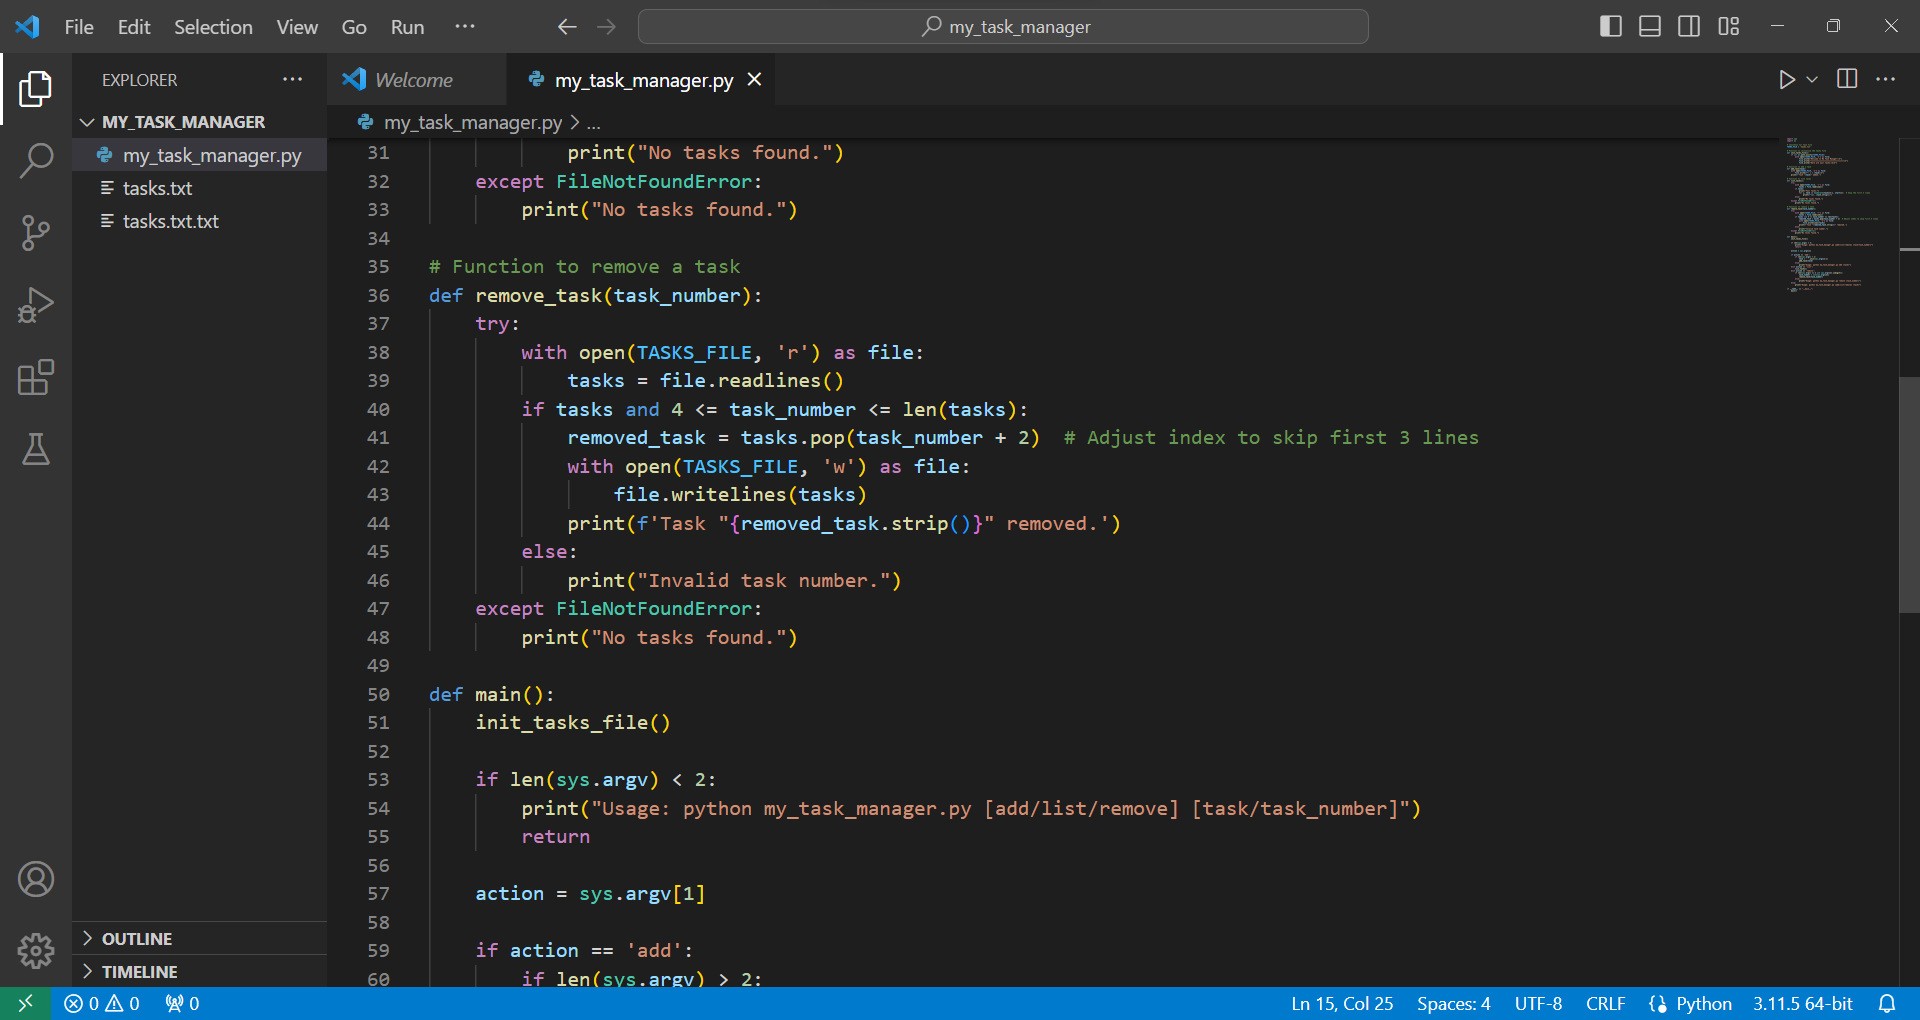 File Edit Selection View Go Run ··· my_task_manager
EXPLORER ···
MY_TASK_MANAGER
my_task_manager.py
tasks.txt
tasks.txt.txt
OUTLINE
TIMELINE
Welcome my_task_manager.py
my_task_manager.py > ...
31 print("No tasks found.")
32 except FileNotFoundError:
33 print("No tasks found.")
34
35 # Function to remove a task
36 def remove_task(task_number):
37 try:
38 with open(TASKS_FILE, 'r') as file:
39 tasks = file.readlines()
40 if tasks and 4 <= task_number <= len(tasks):
41 removed_task = tasks.pop(task_number + 2)  # Adjust index to skip first 3 lines
42 with open(TASKS_FILE, 'w') as file:
43 file.writelines(tasks)
44 print(f'Task "{removed_task.strip()}" removed.')
45 else:
46 print("Invalid task number.")
47 except FileNotFoundError:
48 print("No tasks found.")
49
50 def main():
51 init_tasks_file()
52
53 if len(sys.argv) < 2:
54 print("Usage: python my_task_manager.py [add/list/remove] [task/task_number]")
55 return
56
57 action = sys.argv[1]
58
59 if action == 'add':
60 if len(sys.argv) > 2:
0 0 0 Ln 15, Col 25 Spaces: 4 UTF-8 CRLF Python 3.11.5 64-bit